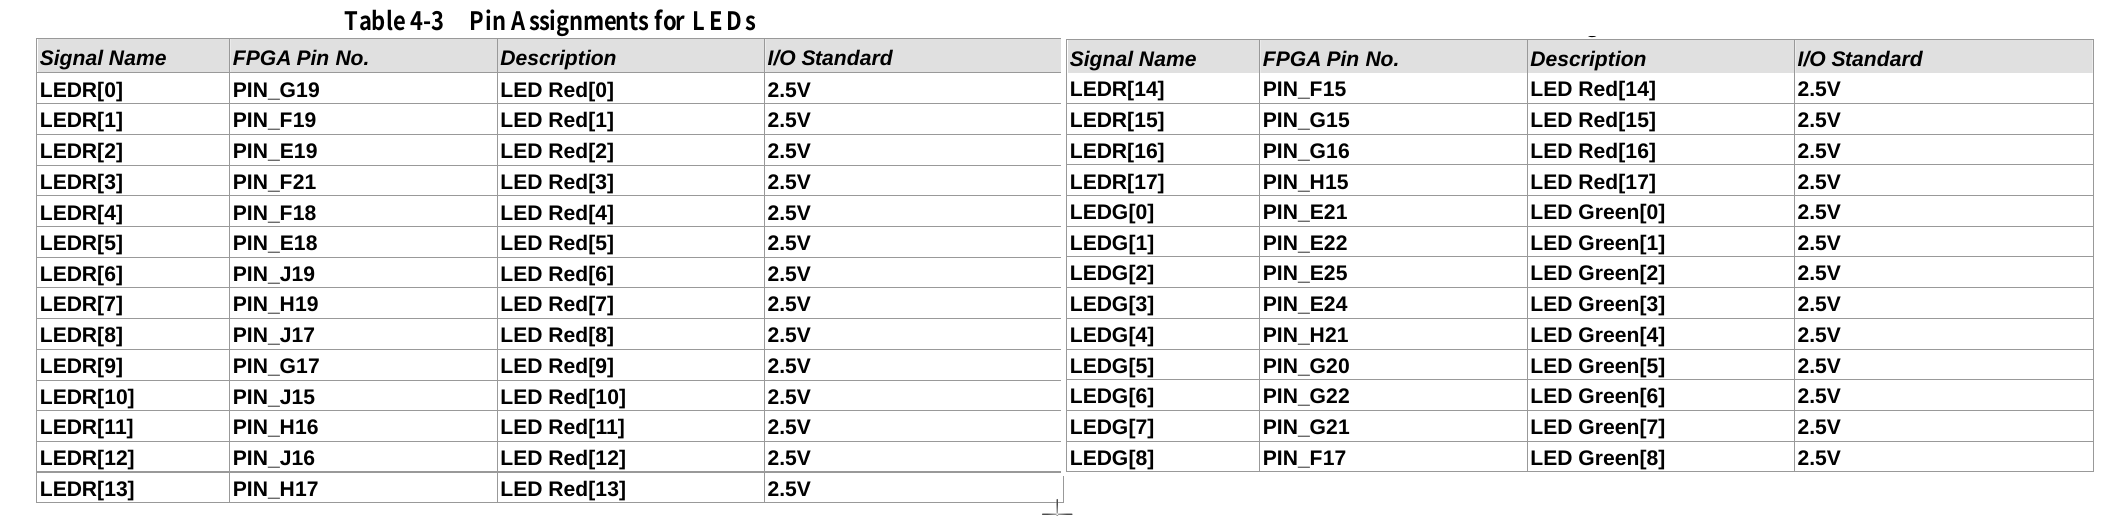 Table 4-3 Pin Assignments for LEDs
Signal Name FPGA Pin No. Description I/O Standard
LEDR[0] PIN_G19 LED Red[0] 2.5V
LEDR[1] PIN_F19 LED Red[1] 2.5V
LEDR[2] PIN_E19 LED Red[2] 2.5V
LEDR[3] PIN_F21 LED Red[3] 2.5V
LEDR[4] PIN_F18 LED Red[4] 2.5V
LEDR[5] PIN_E18 LED Red[5] 2.5V
LEDR[6] PIN_J19 LED Red[6] 2.5V
LEDR[7] PIN_H19 LED Red[7] 2.5V
LEDR[8] PIN_J17 LED Red[8] 2.5V
LEDR[9] PIN_G17 LED Red[9] 2.5V
LEDR[10] PIN_J15 LED Red[10] 2.5V
LEDR[11] PIN_H16 LED Red[11] 2.5V
LEDR[12] PIN_J16 LED Red[12] 2.5V
LEDR[13] PIN_H17 LED Red[13] 2.5V
Signal Name FPGA Pin No. Description I/O Standard
LEDR[14] PIN_F15 LED Red[14] 2.5V
LEDR[15] PIN_G15 LED Red[15] 2.5V
LEDR[16] PIN_G16 LED Red[16] 2.5V
LEDR[17] PIN_H15 LED Red[17] 2.5V
LEDG[0] PIN_E21 LED Green[0] 2.5V
LEDG[1] PIN_E22 LED Green[1] 2.5V
LEDG[2] PIN_E25 LED Green[2] 2.5V
LEDG[3] PIN_E24 LED Green[3] 2.5V
LEDG[4] PIN_H21 LED Green[4] 2.5V
LEDG[5] PIN_G20 LED Green[5] 2.5V
LEDG[6] PIN_G22 LED Green[6] 2.5V
LEDG[7] PIN_G21 LED Green[7] 2.5V
LEDG[8] PIN_F17 LED Green[8] 2.5V